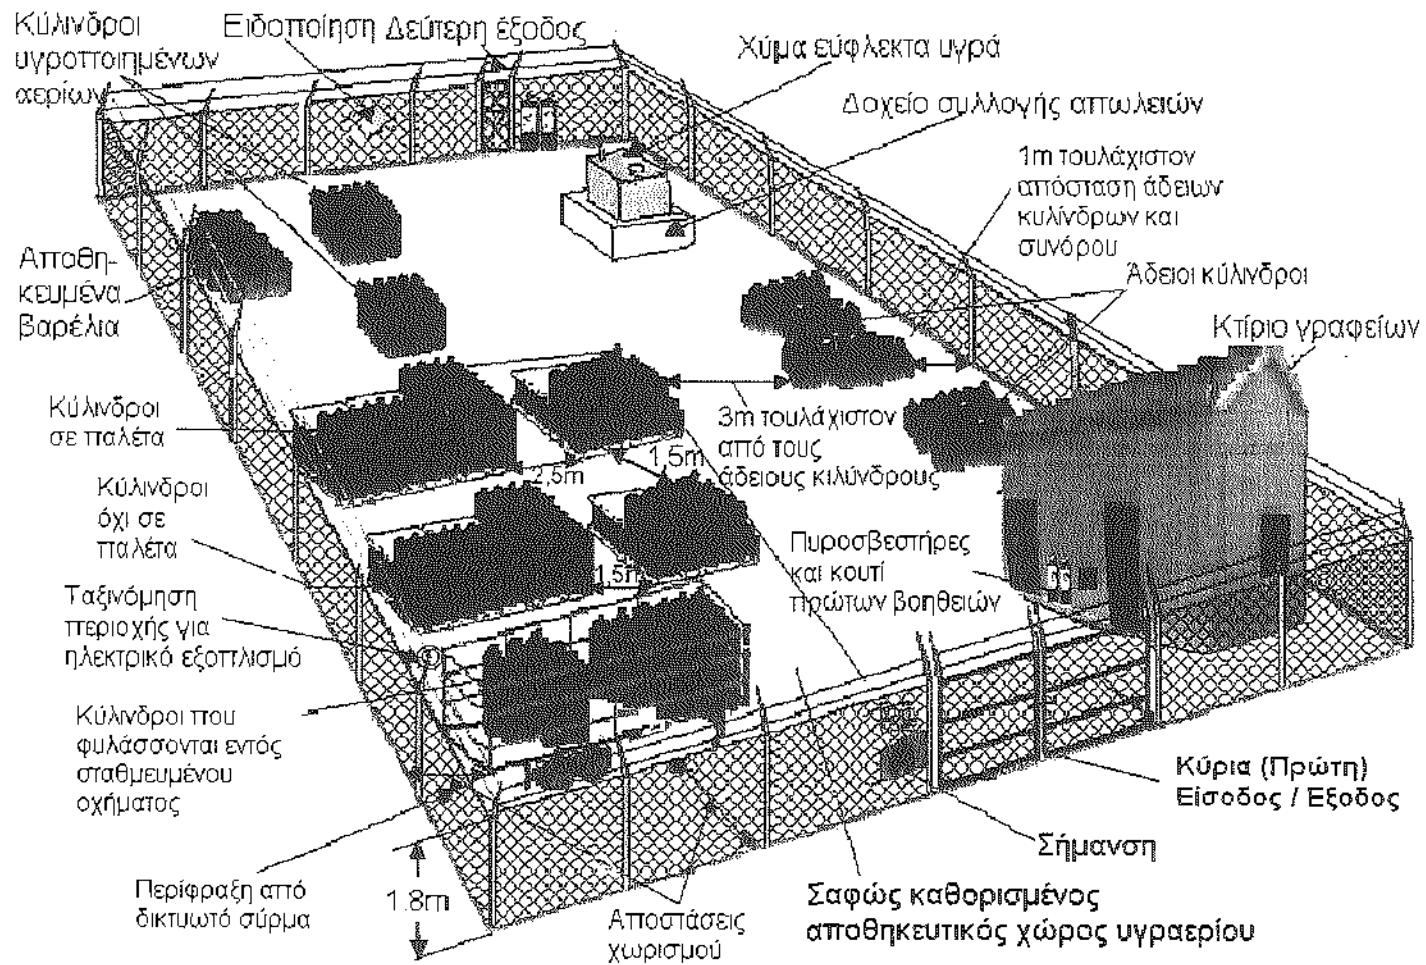 Κύλινδροι
υγροποιημένων
αερίων
Ειδοποίηση Δεύτερη έξοδος
Χύμα εύφλεκτα υγρά
Δοχείο συλλογής απωλειών
1m τουλάχιστον
απόσταση άδειων
κυλίνδρων και
συνόρου
Άδειοι κύλινδροι
Κτίριο γραφείων
Αποθη-
κευμένα
βαρέλια
Κύλινδροι
σε παλέτα
3m τουλάχιστον
από τους
άδειους κιλύνδρους
2,5m
1,5m
Κύλινδροι
όχι σε
παλέτα
1,5m
Πυροσβεστήρες
και κουτί
πρώτων βοηθειών
Ταξινόμηση
περιοχής για
ηλεκτρικό εξοπλισμό
Κύλινδροι που
φυλάσσονται εντός
σταθμευμένου
οχήματος
Κύρια (Πρώτη)
Είσοδος / Εξοδος
Σήμανση
Περίφραξη από
δικτυωτό σύρμα
1.8m
Αποστάσεις
χωρισμού
Σαφώς καθορισμένος
αποθηκευτικός χώρος υγραερίου